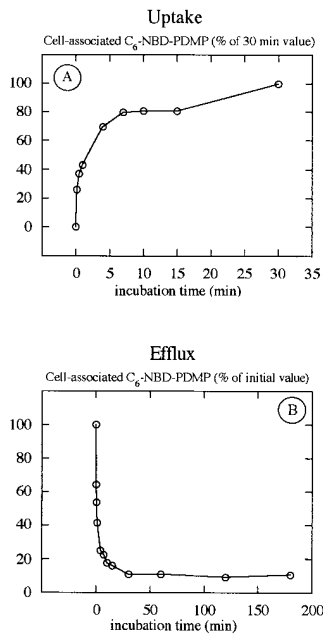 Uptake
Cell-associated C6-NBD-PDMP (% of 30 min value)
A
100
80
60
40
20
0
0 5 10 15 20 25 30 35
incubation time (min)
Efflux
Cell-associated C6-NBD-PDMP (% of initial value)
B
100
80
60
40
20
0
0 50 100 150 200
incubation time (min)